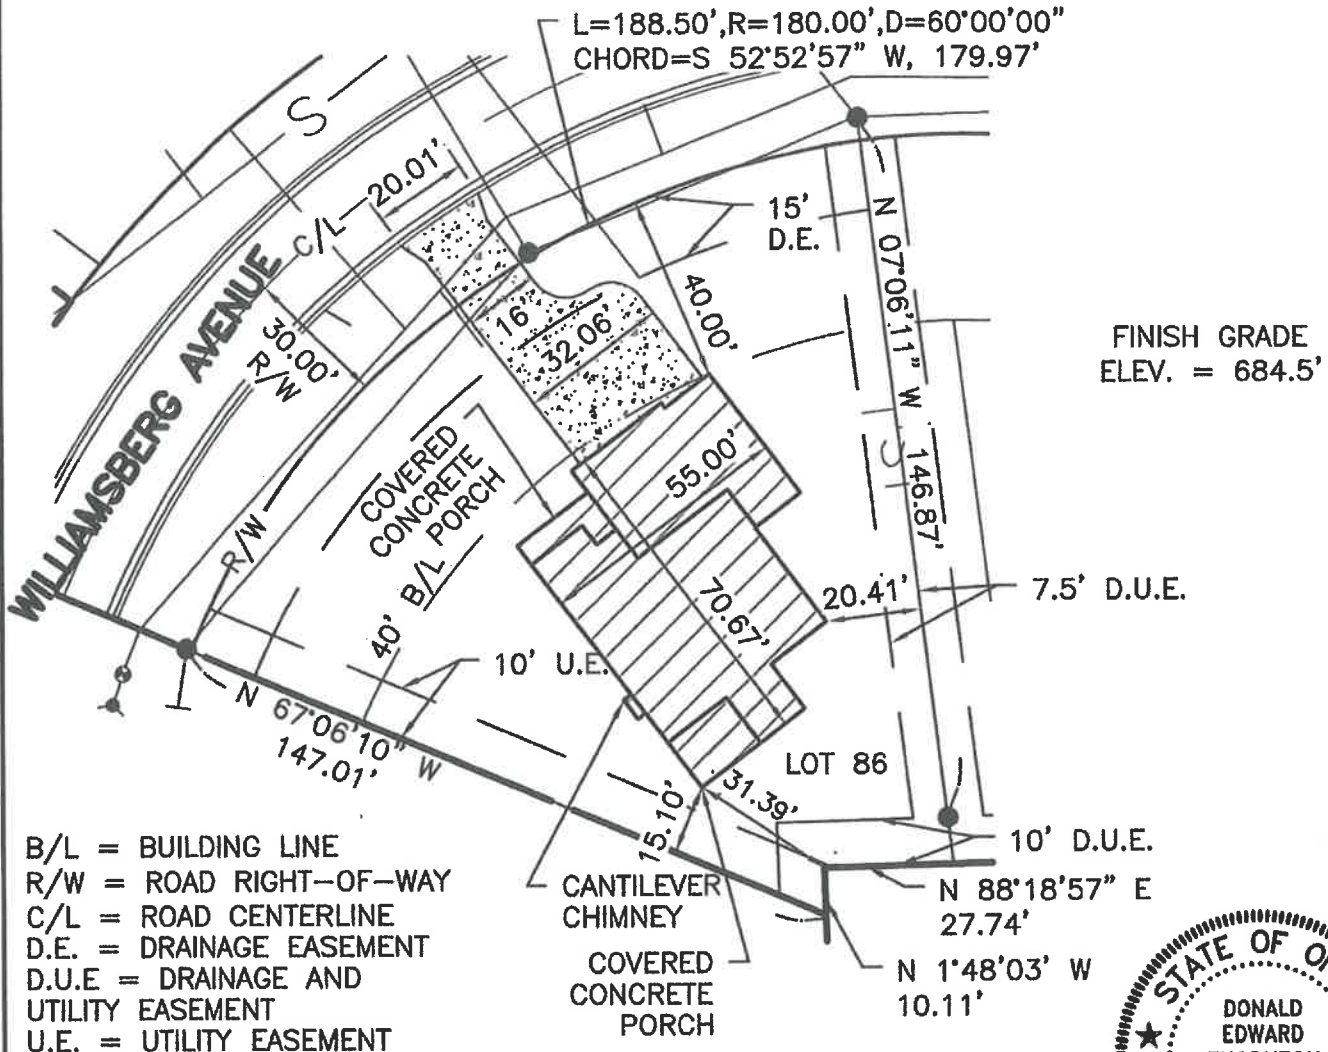 L=188.50',R=180.00',D=60°00'00"
CHORD=S 52°52'57" W, 179.97'
S
20.01'
C/L
15'
D.E.
N 07°06'11" W 146.87'
WILLIAMSBERG AVENUE
30.00'
R/W
16'
32.06'
40.00'
FINISH GRADE
ELEV. = 684.5'
COVERED
CONCRETE
PORCH
55.00'
R/W
40' B/L
70.67'
20.41'
7.5' D.U.E.
10' U.E.
N 67°06'10" W
147.01'
LOT 86
31.39'
15.10'
10' D.U.E.
CANTILEVER
CHIMNEY
N 88°18'57" E
27.74'
COVERED
CONCRETE
PORCH
N 1°48'03' W
10.11'
B/L = BUILDING LINE
R/W = ROAD RIGHT-OF-WAY
C/L = ROAD CENTERLINE
D.E. = DRAINAGE EASEMENT
D.U.E = DRAINAGE AND
UTILITY EASEMENT
U.E. = UTILITY EASEMENT
STATE OF
DONALD
EDWARD